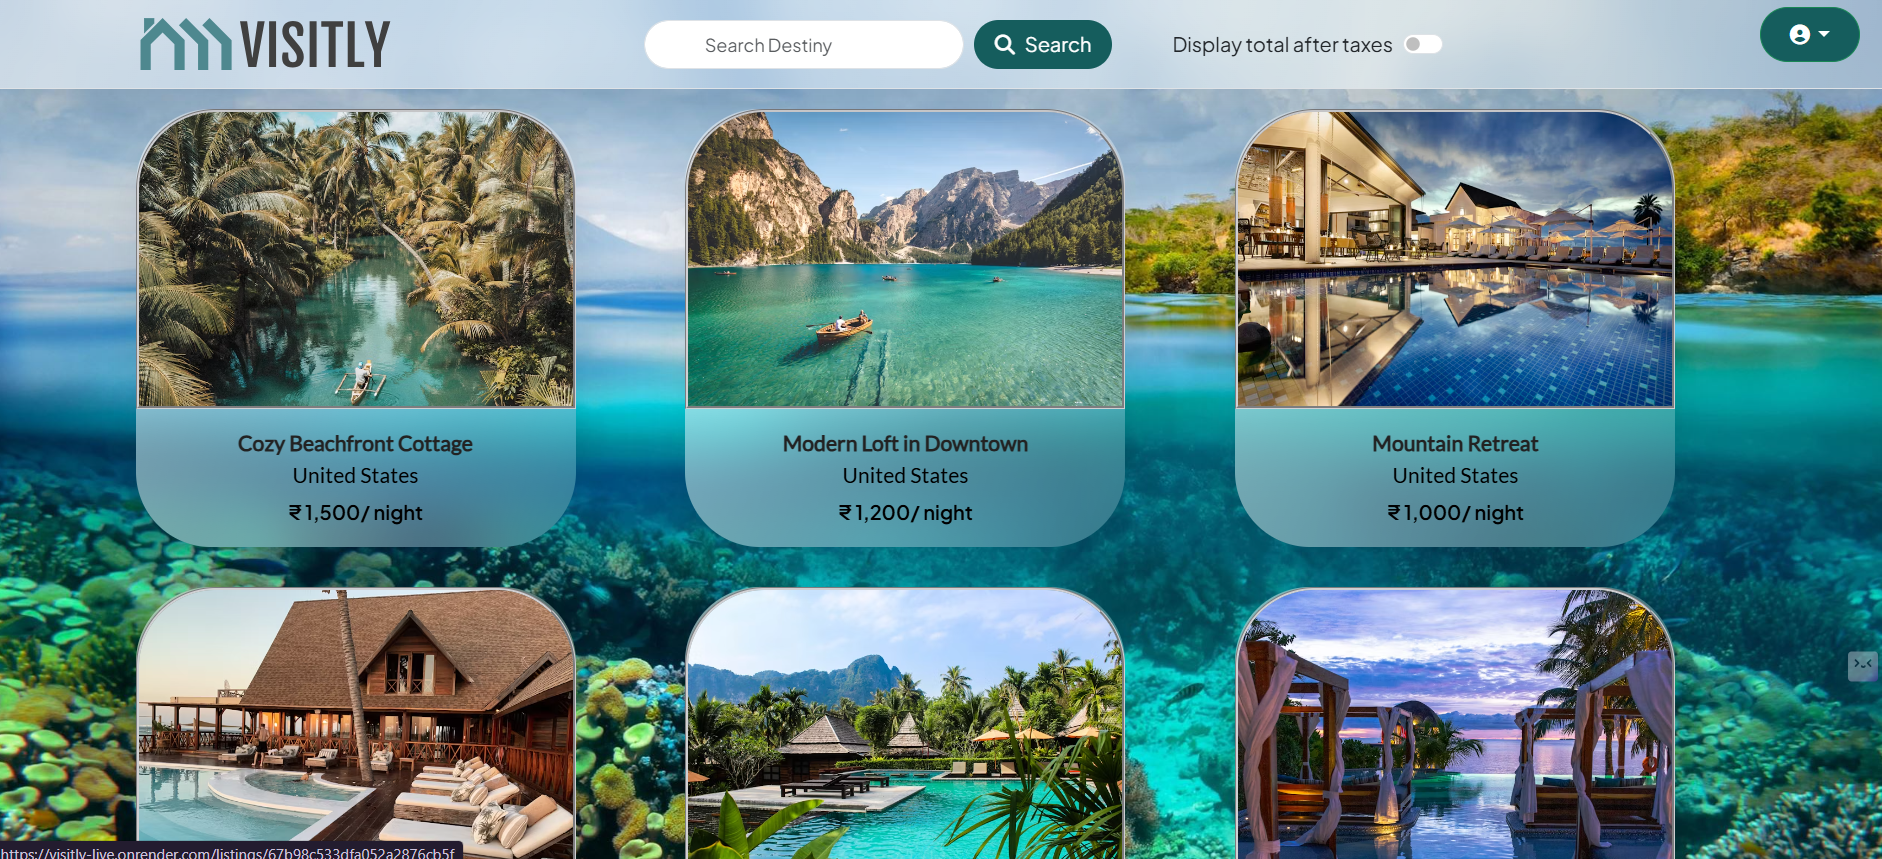 VISITLY
Search Destiny
Search
Display total after taxes
Cozy Beachfront Cottage
United States
₹ 1,500/ night
Modern Loft in Downtown
United States
₹ 1,200/ night
Mountain Retreat
United States
₹ 1,000/ night
https://visitly-live.onrender.com/listings/67b98c533dfa052a2876cb5f